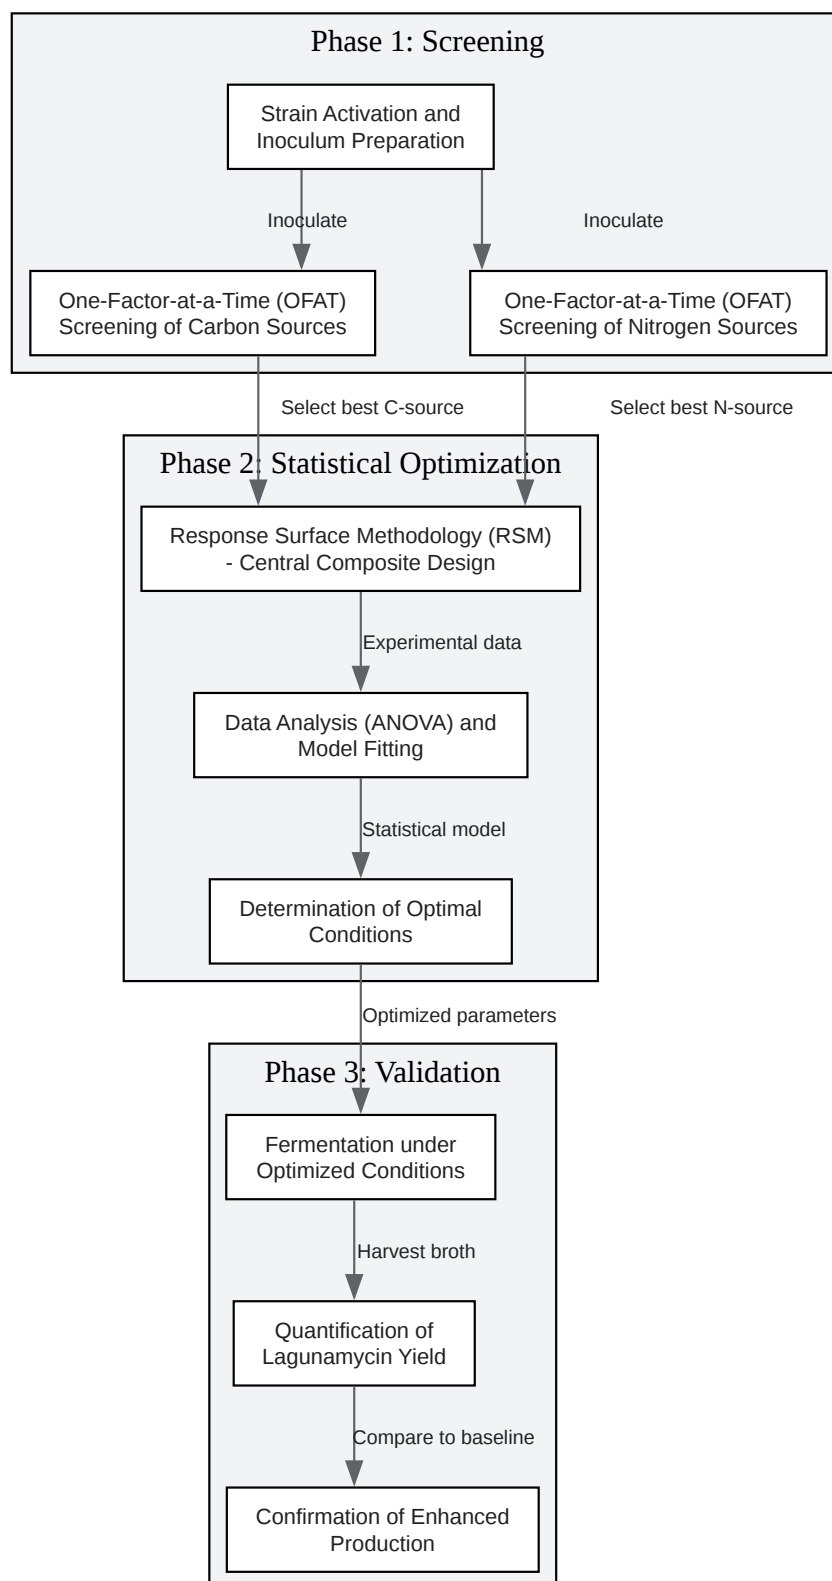 Phase 1: Screening
Strain Activation and
Inoculum Preparation
Inoculate
Inoculate
One-Factor-at-a-Time (OFAT)
Screening of Carbon Sources
One-Factor-at-a-Time (OFAT)
Screening of Nitrogen Sources
Select best C-source
Select best N-source
Phase 2: Statistical Optimization
Response Surface Methodology (RSM)
- Central Composite Design
Experimental data
Data Analysis (ANOVA) and
Model Fitting
Statistical model
Determination of Optimal
Conditions
Optimized parameters
Phase 3: Validation
Fermentation under
Optimized Conditions
Harvest broth
Quantification of
Lagunamycin Yield
Compare to baseline
Confirmation of Enhanced
Production